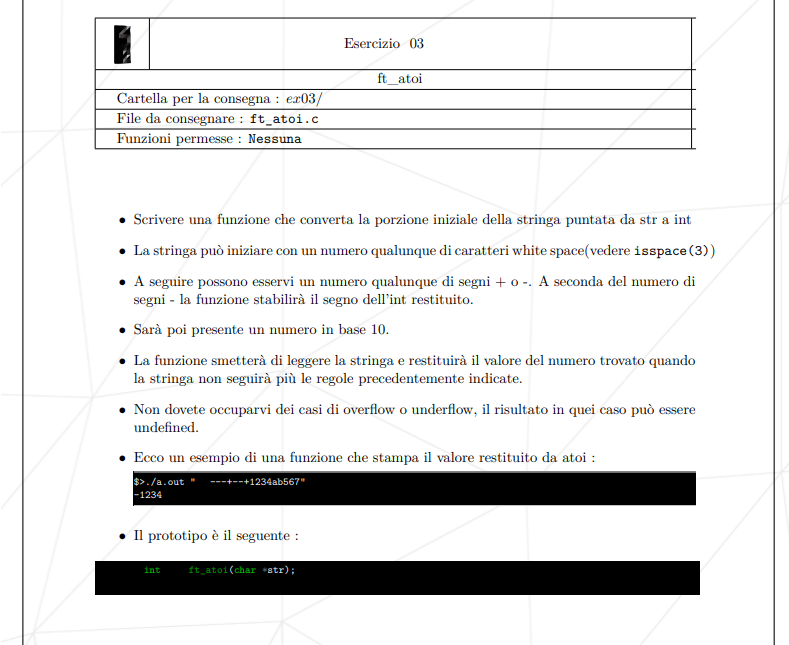 Esercizio 03
ft_atoi
Cartella per la consegna : ex03/
File da consegnare : ft_atoi.c
Funzioni permesse : Nessuna
• Scrivere una funzione che converta la porzione iniziale della stringa puntata da str a int
• La stringa può iniziare con un numero qualunque di caratteri white space(vedere isspace(3))
• A seguire possono esservi un numero qualunque di segni + o -. A seconda del numero di
segni - la funzione stabilirà il segno dell'int restituito.
• Sarà poi presente un numero in base 10.
• La funzione smetterà di leggere la stringa e restituirà il valore del numero trovato quando
la stringa non seguirà più le regole precedentemente indicate.
• Non dovete occuparvi dei casi di overflow o underflow, il risultato in quei caso può essere
undefined.
• Ecco un esempio di una funzione che stampa il valore restituito da atoi :
$>./a.out "   ---+--+1234ab567"
-1234
• Il prototipo è il seguente :
int     ft_atoi(char *str);